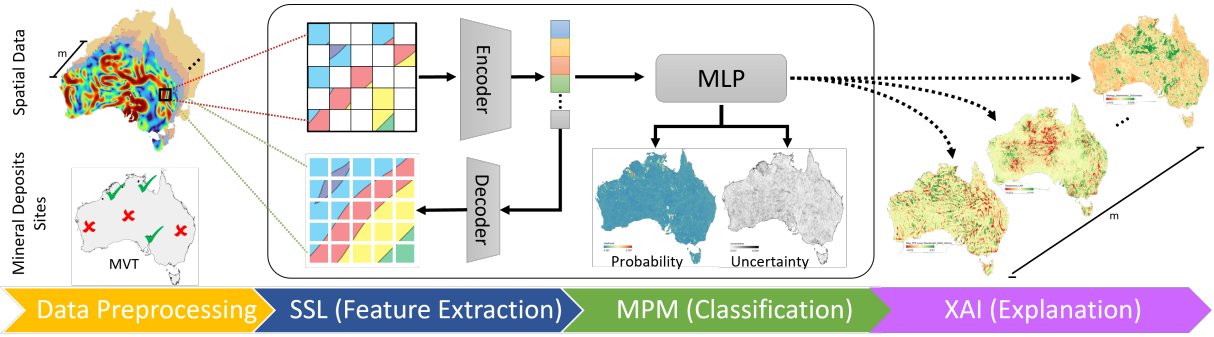 Spatial Data
m
Mineral Deposits
Sites
MVT
Encoder
Decoder
MLP
Probability
Uncertainty
m
Data Preprocessing
SSL (Feature Extraction)
MPM (Classification)
XAI (Explanation)